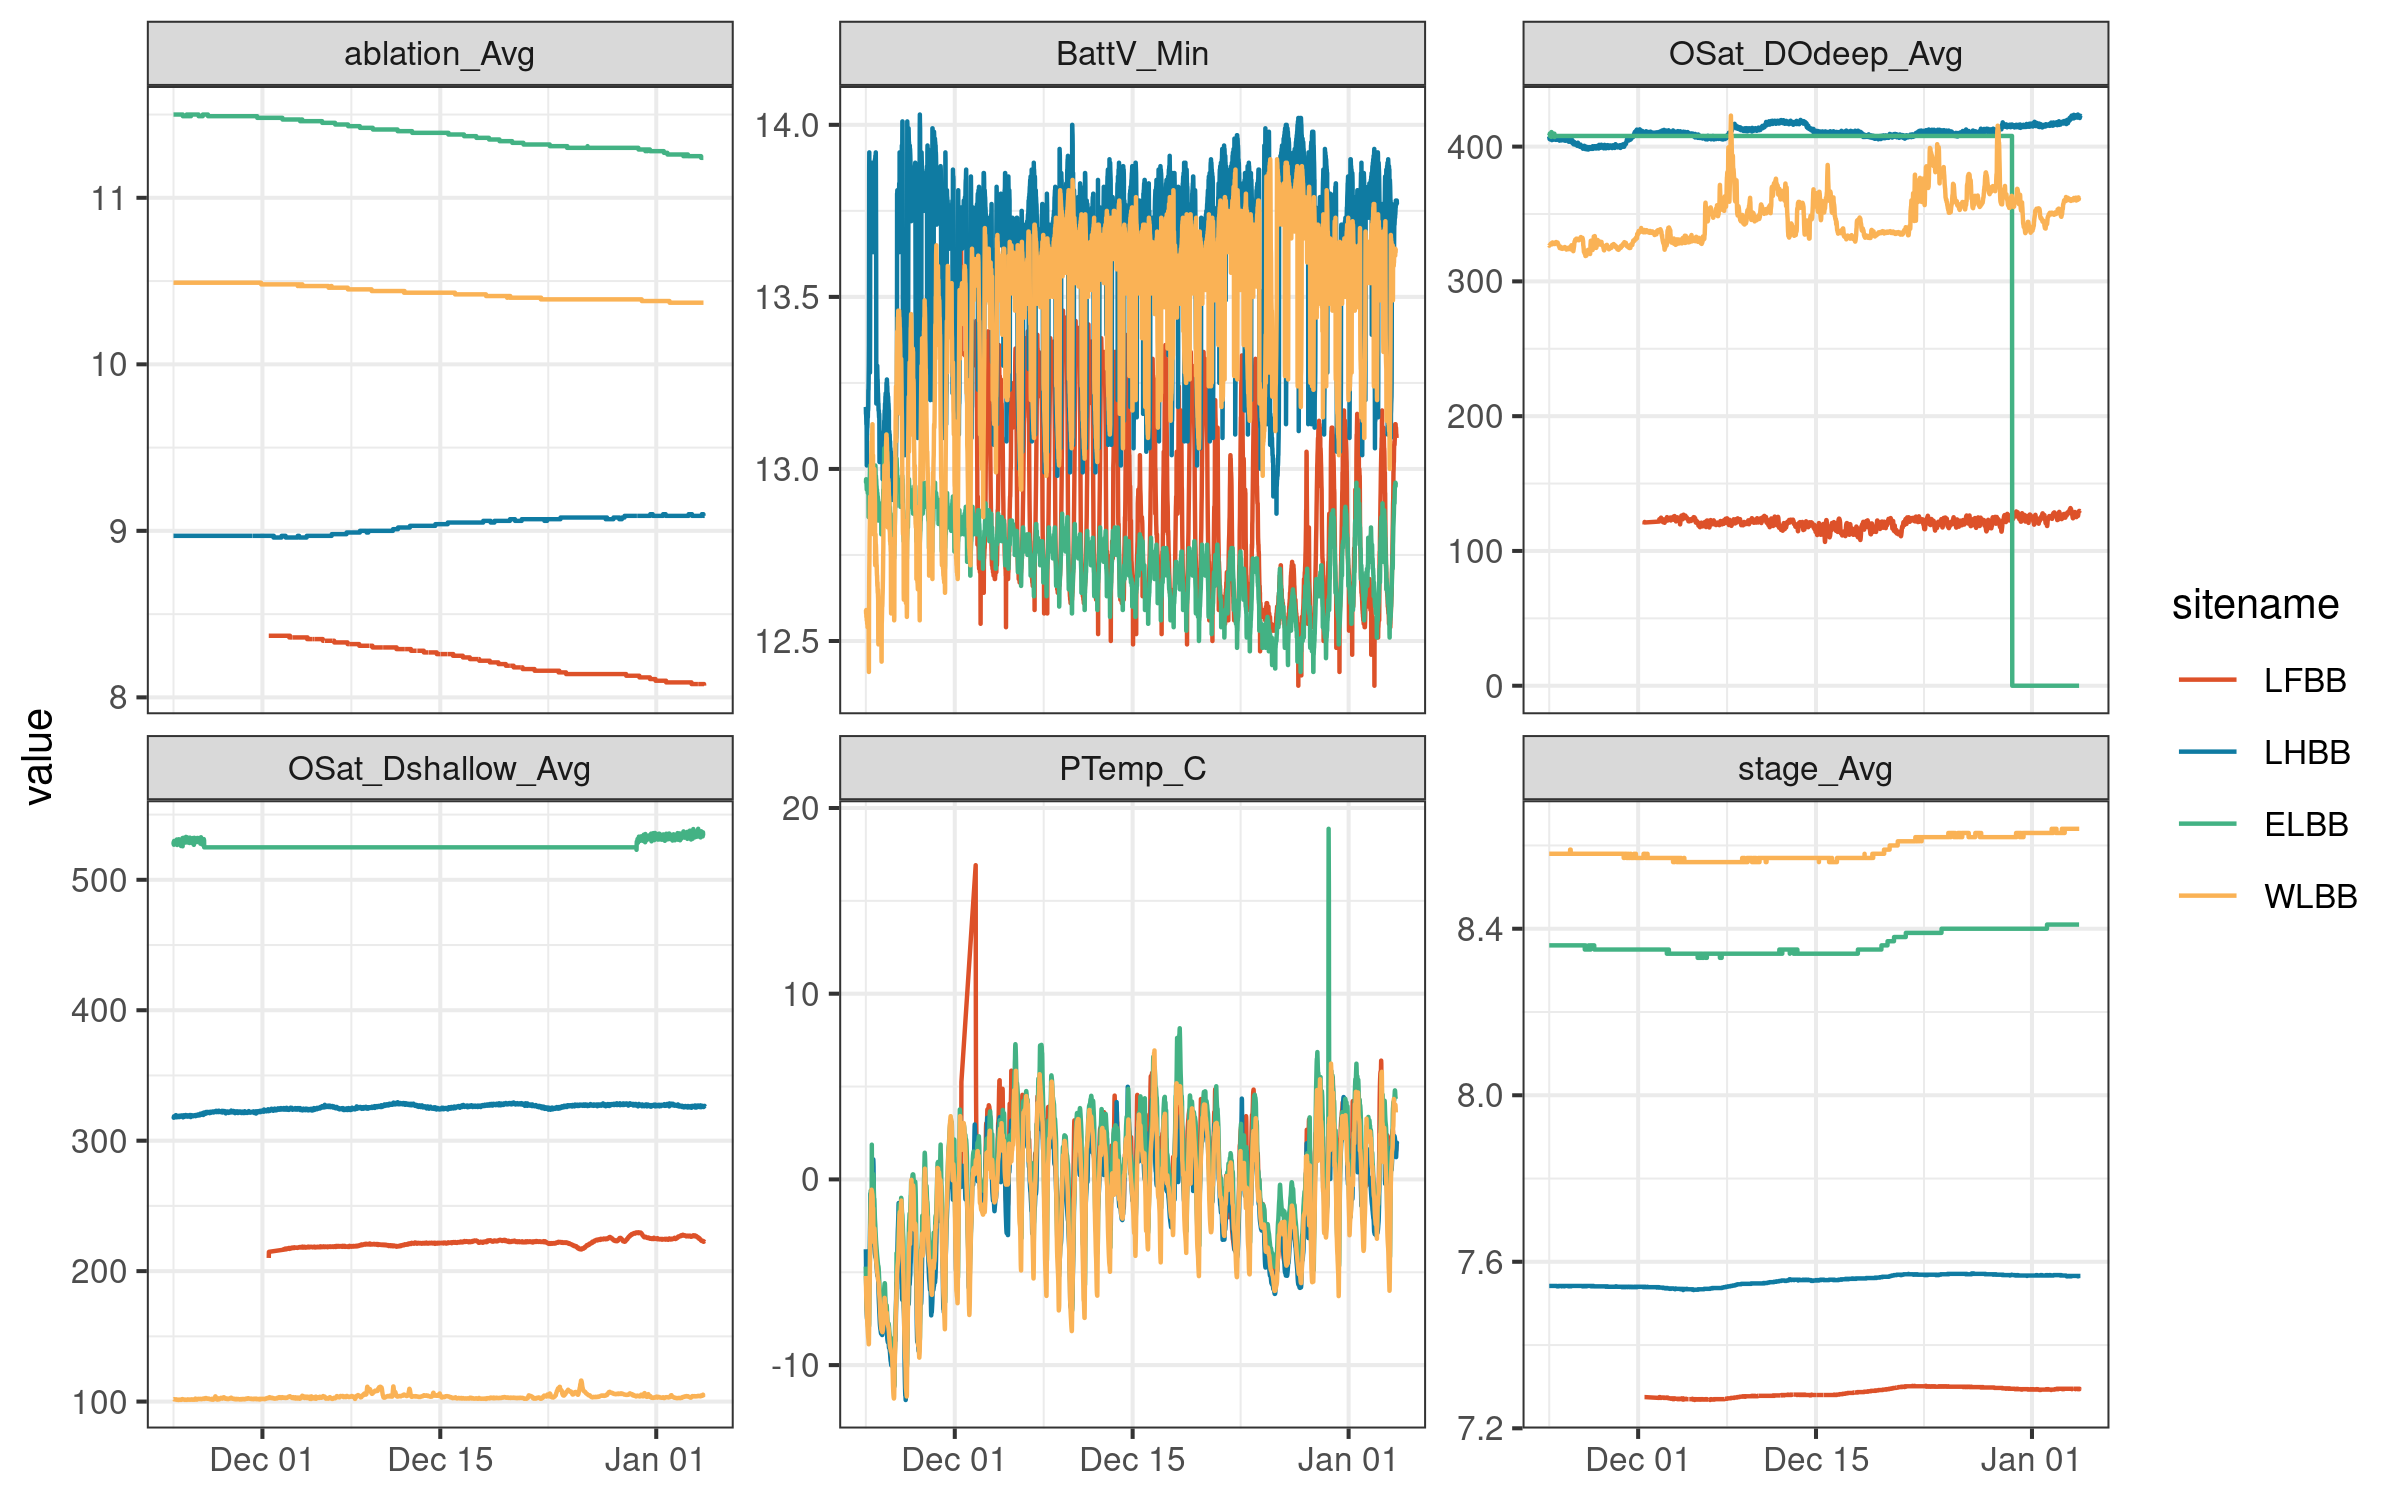 ablation_Avg
BattV_Min
OSat_DOdeep_Avg
11
10
9
8
14.0
13.5
13.0
12.5
400
300
200
100
0
value
OSat_Dshallow_Avg
PTemp_C
stage_Avg
500
400
300
200
100
20
10
0
-10
8.4
8.0
7.6
7.2
Dec 01 Dec 15 Jan 01
Dec 01 Dec 15 Jan 01
Dec 01 Dec 15 Jan 01
sitename
LFBB
LHBB
ELBB
WLBB